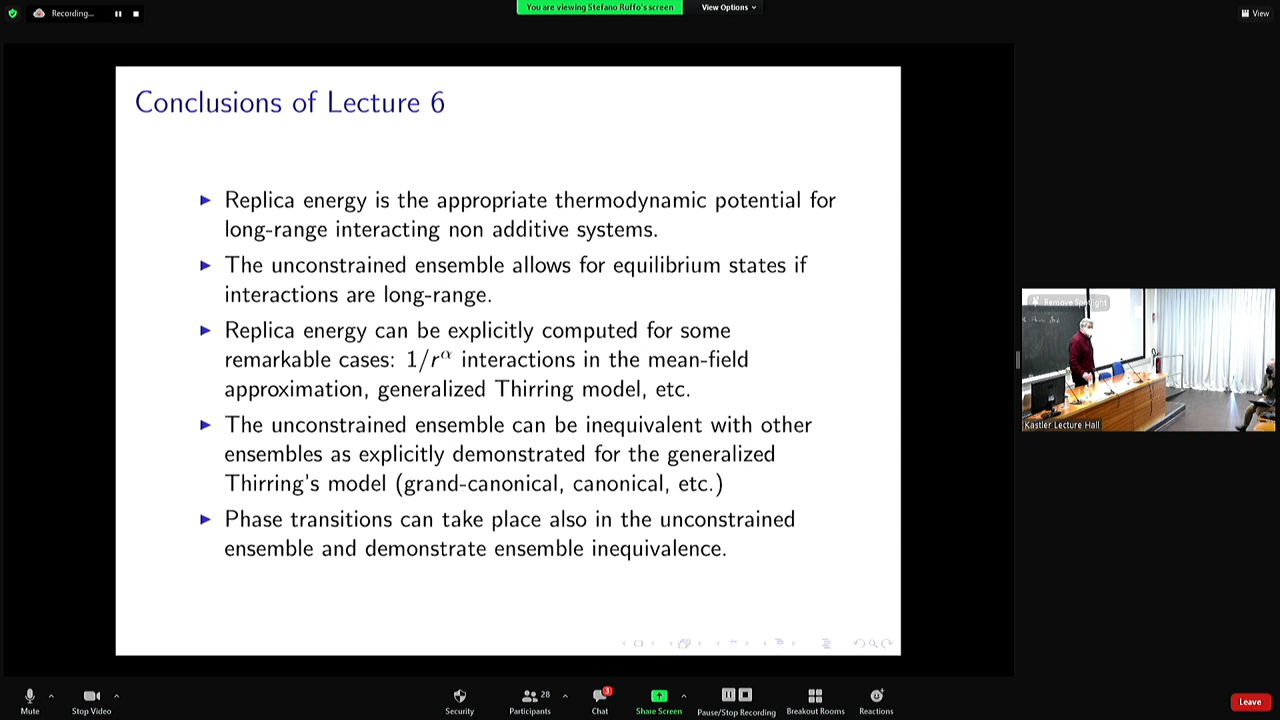 Recording...
You are viewing Stefano Ruffo's screen
View Options
View
Conclusions of Lecture 6
▶ Replica energy is the appropriate thermodynamic potential for
long-range interacting non additive systems.
▶ The unconstrained ensemble allows for equilibrium states if
interactions are long-range.
▶ Replica energy can be explicitly computed for some
remarkable cases: 1/r^α interactions in the mean-field
approximation, generalized Thirring model, etc.
▶ The unconstrained ensemble can be inequivalent with other
ensembles as explicitly demonstrated for the generalized
Thirring's model (grand-canonical, canonical, etc.)
▶ Phase transitions can take place also in the unconstrained
ensemble and demonstrate ensemble inequivalence.
Remove Spotlight
Kastler Lecture Hall
Mute
Stop Video
Security
28
Participants
3
Chat
Share Screen
Pause/Stop Recording
Breakout Rooms
Reactions
Leave